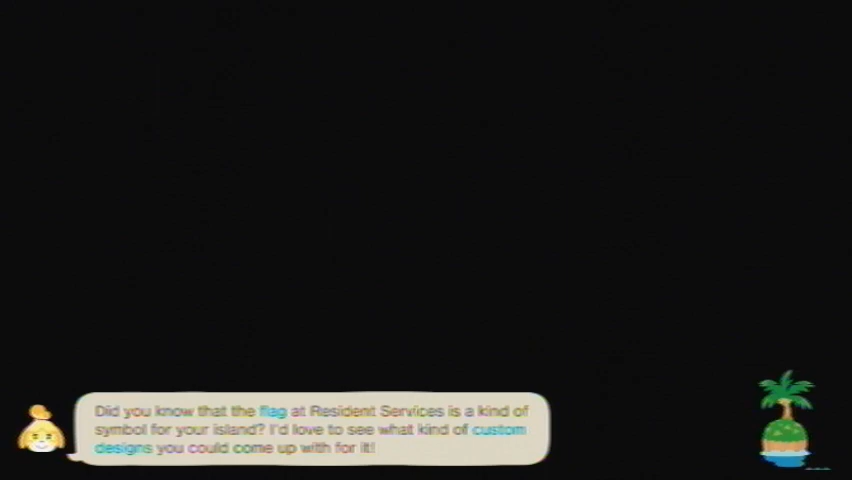 Did you know that the flag at Resident Services is a kind of
symbol for your island? I'd love to see what kind of custom
designs you could come up with for it!